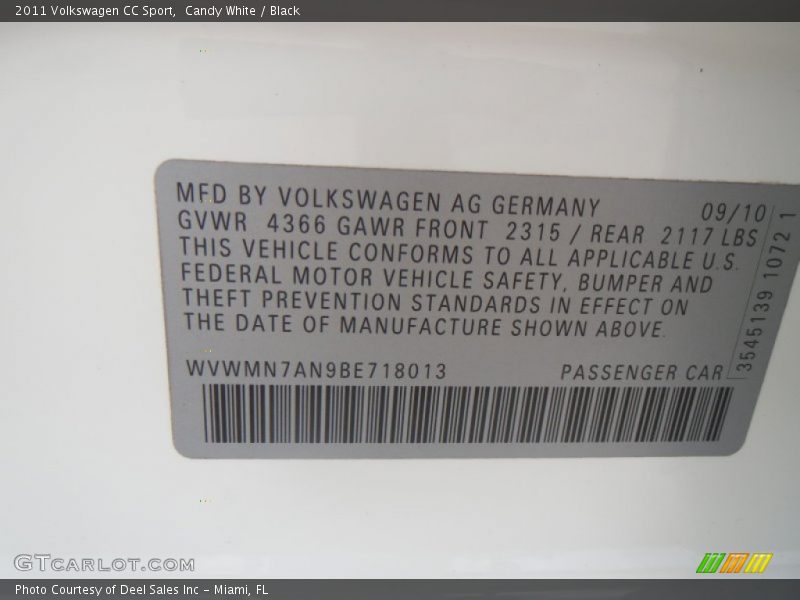 2011 Volkswagen CC Sport, Candy White / Black
MFD BY VOLKSWAGEN AG GERMANY 09/10
GVWR 4366 GAWR FRONT 2315 / REAR 2117 LBS
THIS VEHICLE CONFORMS TO ALL APPLICABLE U.S.
FEDERAL MOTOR VEHICLE SAFETY, BUMPER AND
THEFT PREVENTION STANDARDS IN EFFECT ON
THE DATE OF MANUFACTURE SHOWN ABOVE.
3545139 1072 1
WVWMN7AN9BE718013 PASSENGER CAR
GTCARLOT.COM
Photo Courtesy of Deel Sales Inc - Miami, FL